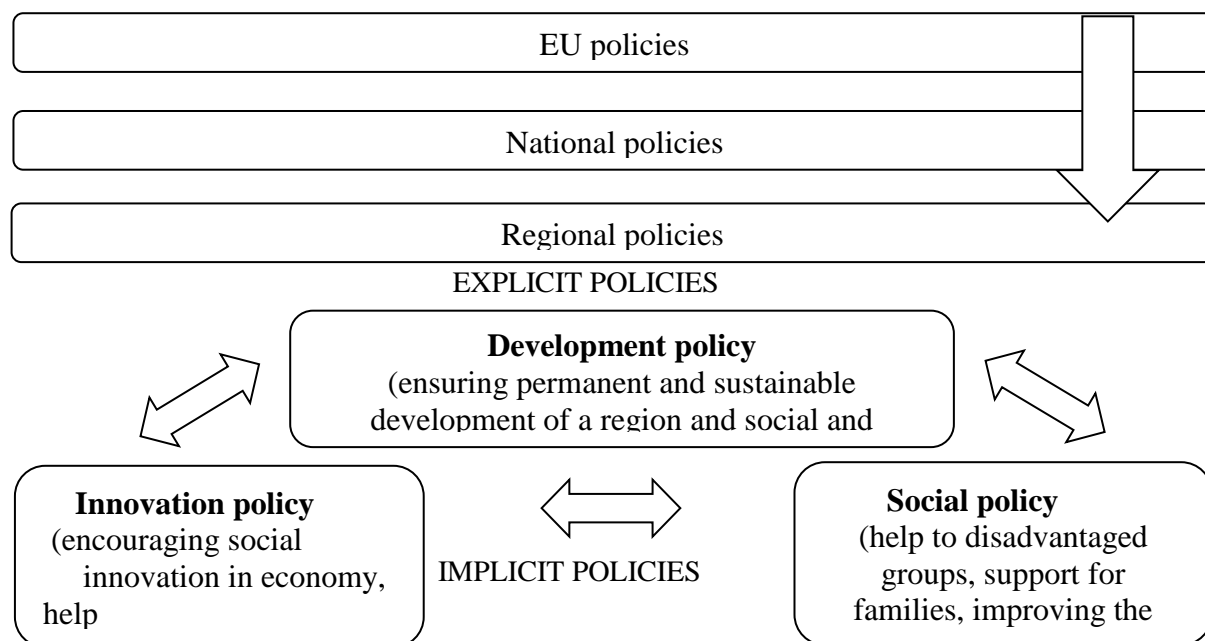 EU policies
National policies
Regional policies
EXPLICIT POLICIES
Development policy
(ensuring permanent and sustainable
development of a region and social and
Innovation policy
(encouraging social
innovation in economy,
help
IMPLICIT POLICIES
Social policy
(help to disadvantaged
groups, support for
families, improving the